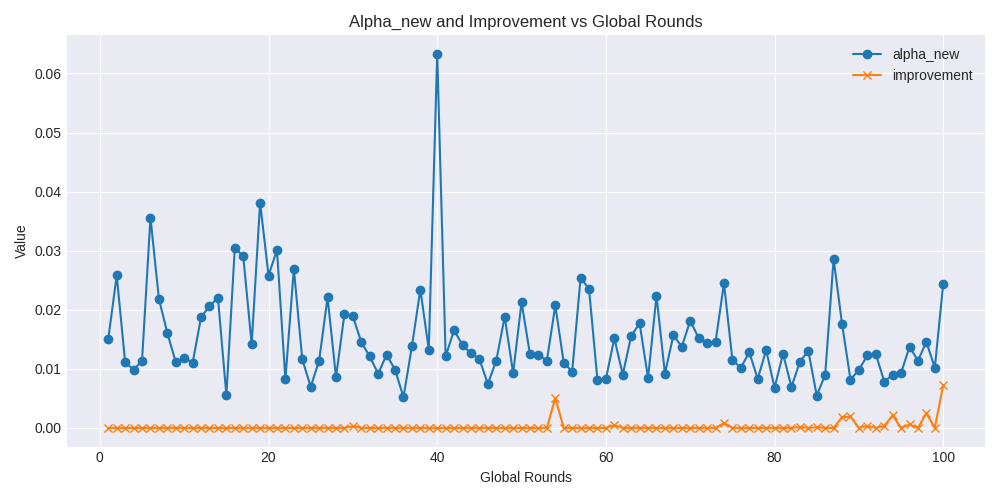 Alpha_new and Improvement vs Global Rounds
alpha_new
improvement
0.06
0.05
0.04
0.03
0.02
0.01
0.00
Value
0 20 40 60 80 100
Global Rounds